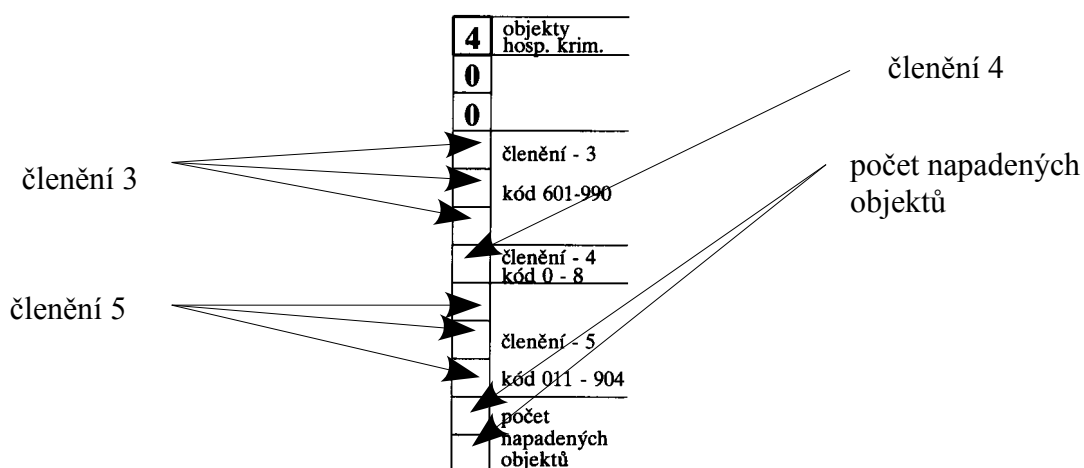 4 objekty
hosp. krim.
0
0
členění 4
členění - 3
kód 601-990
členění 3
počet napadených
objektů
členění - 4
kód 0 - 8
členění 5
členění - 5
kód 011 - 904
počet
napadených
objektů